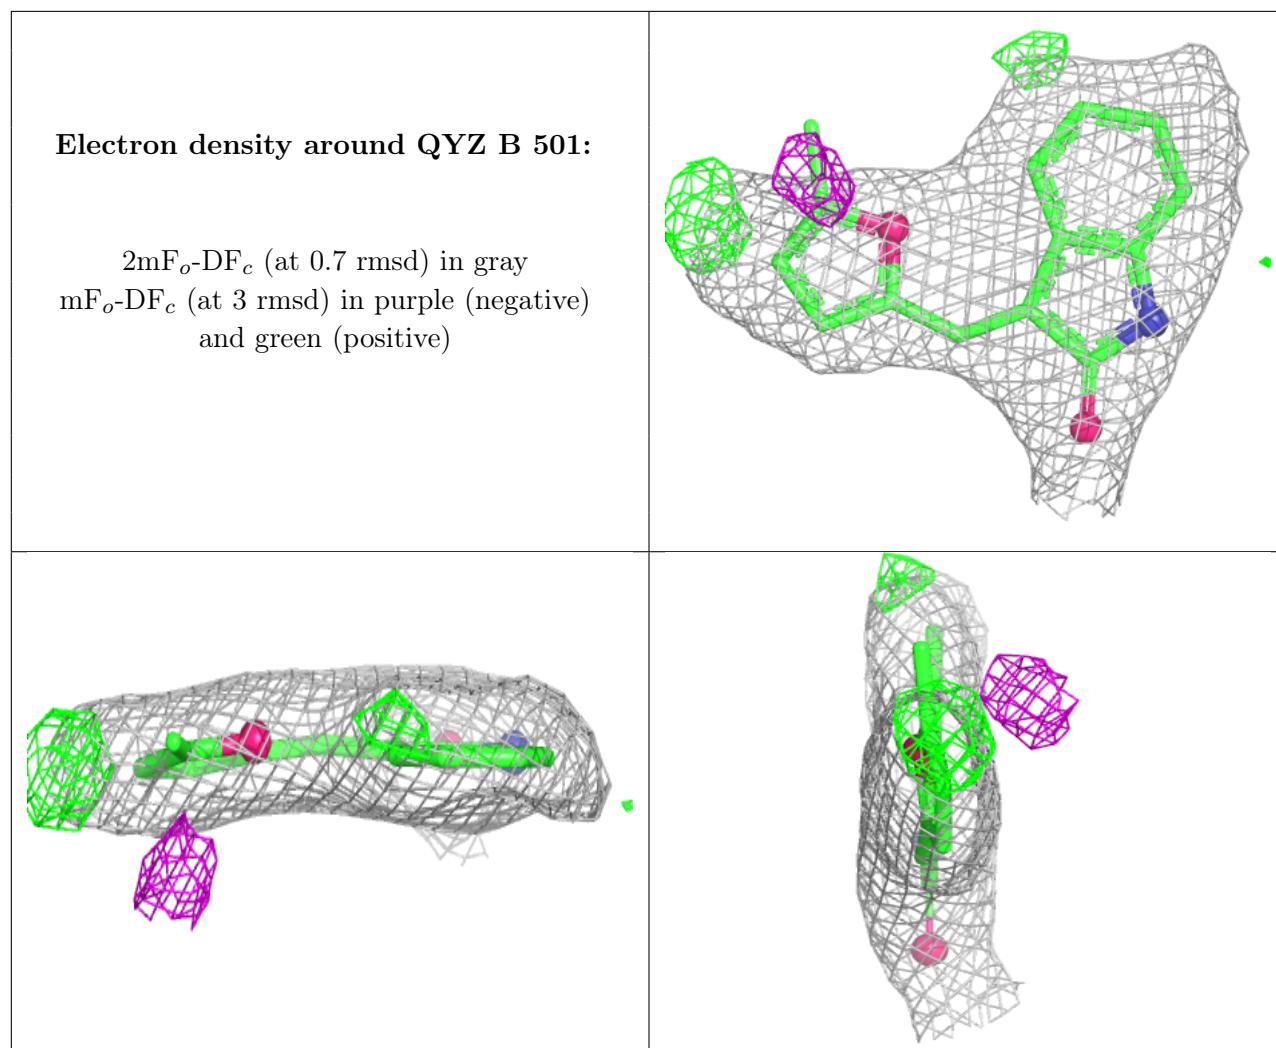 Electron density around QYZ B 501:
2mFo-DFc (at 0.7 rmsd) in gray
mFo-DFc (at 3 rmsd) in purple (negative)
and green (positive)